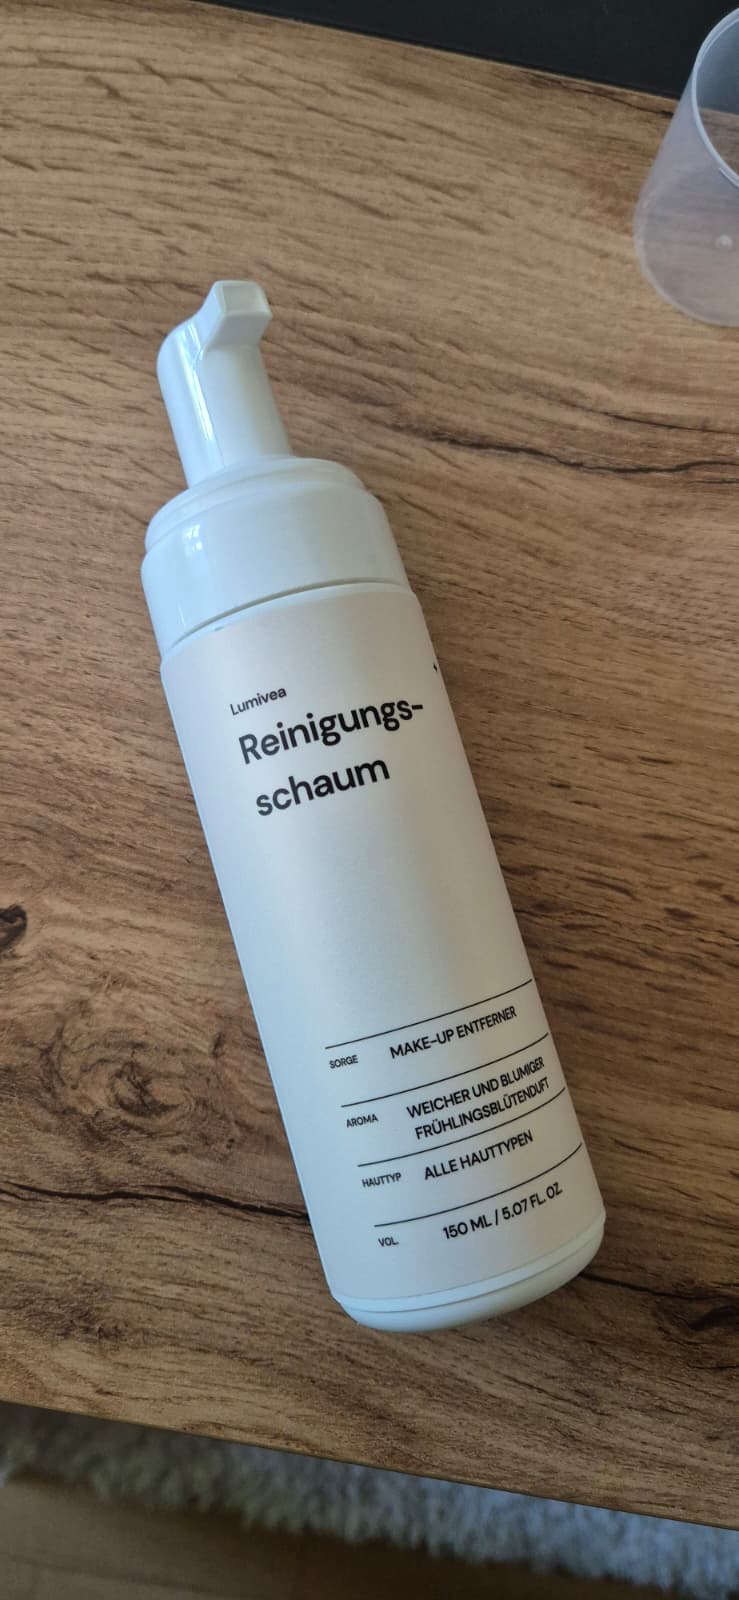 Lumivea
Reinigungs-
schaum
SORGE MAKE-UP ENTFERNER
AROMA WEICHER UND BLUMIGER
FRÜHLINGSBLÜTENDUFT
HAUTTYP ALLE HAUTTYPEN
VOL. 150 ML / 5.07 FL. OZ